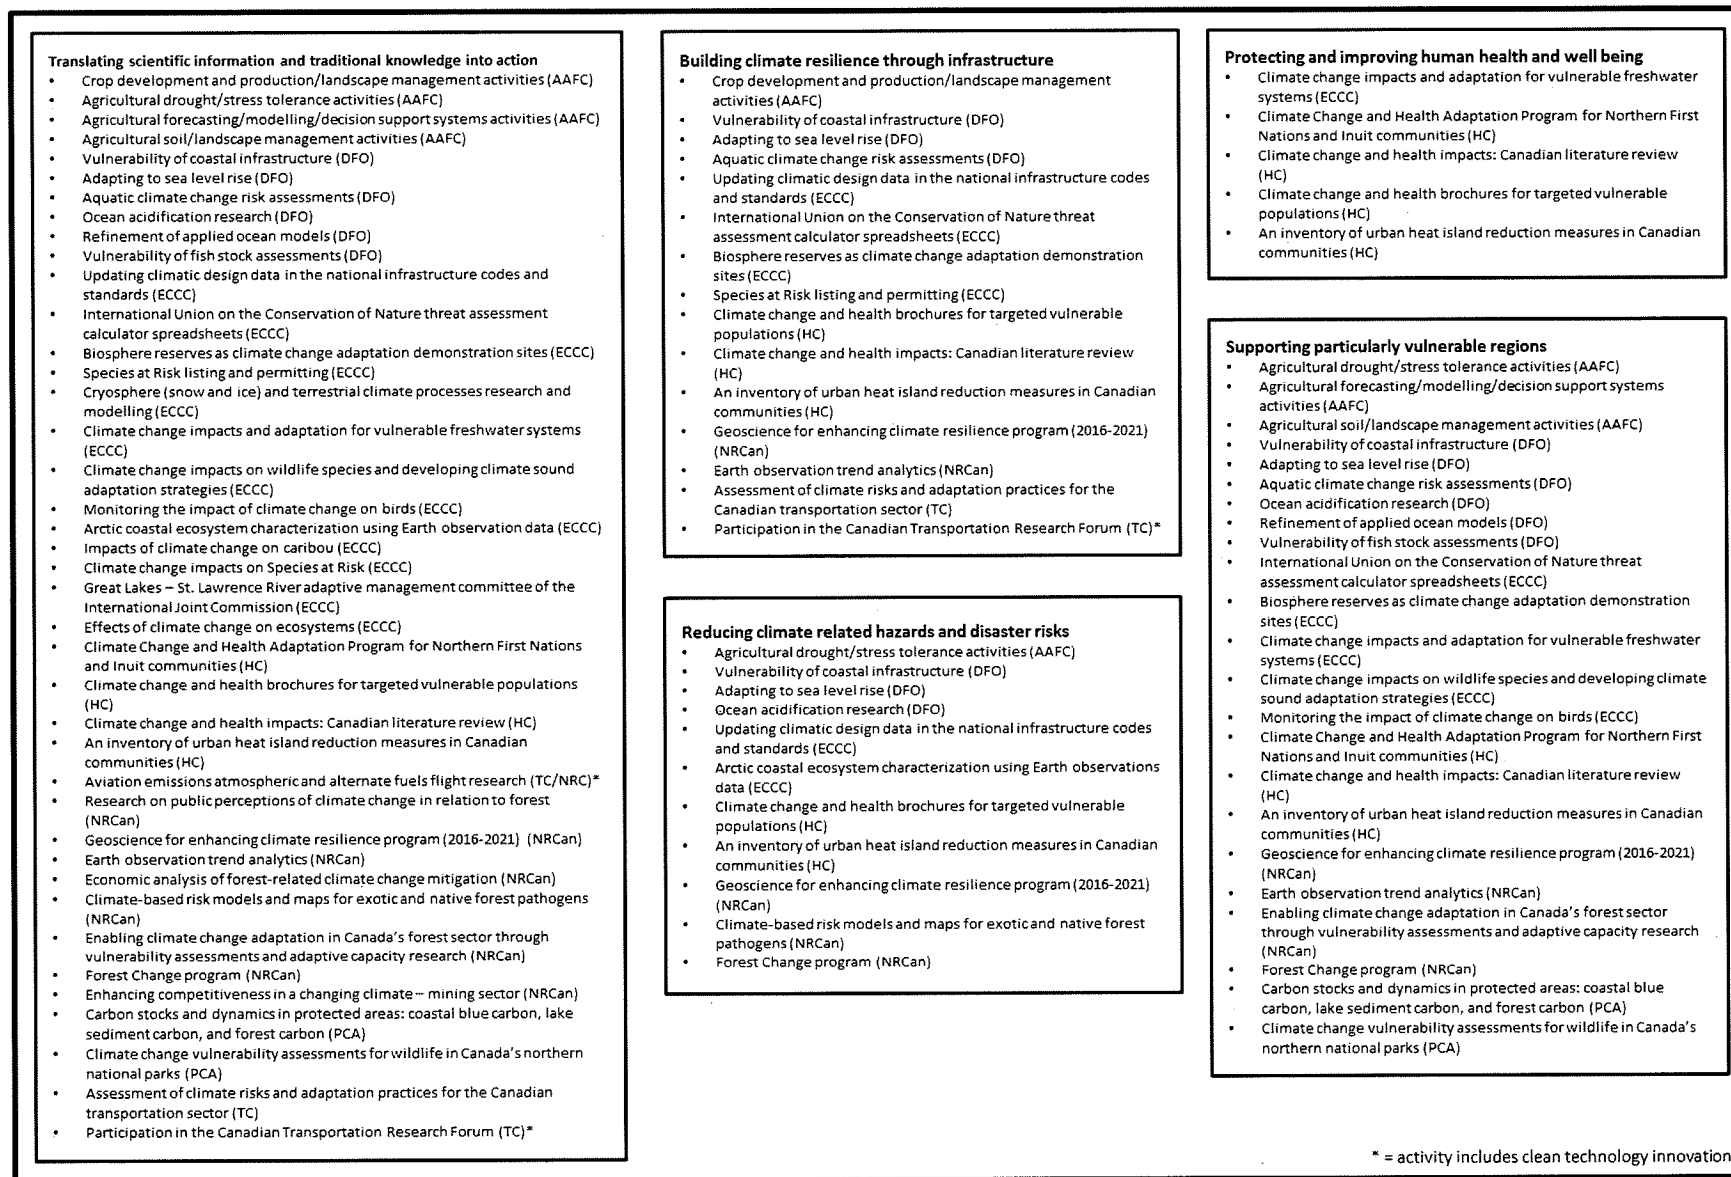 Translating scientific information and traditional knowledge into action
• Crop development and production/landscape management activities (AAFC)
• Agricultural drought/stress tolerance activities (AAFC)
• Agricultural forecasting/modelling/decision support systems activities (AAFC)
• Agricultural soil/landscape management activities (AAFC)
• Vulnerability of coastal infrastructure (DFO)
• Adapting to sea level rise (DFO)
• Aquatic climate change risk assessments (DFO)
• Ocean acidification research (DFO)
• Refinement of applied ocean models (DFO)
• Vulnerability of fish stock assessments (DFO)
• Updating climatic design data in the national infrastructure codes and
standards (ECCC)
• International Union on the Conservation of Nature threat assessment
calculator spreadsheets (ECCC)
• Biosphere reserves as climate change adaptation demonstration sites (ECCC)
• Species at Risk listing and permitting (ECCC)
• Cryosphere (snow and ice) and terrestrial climate processes research and
modelling (ECCC)
• Climate change impacts and adaptation for vulnerable freshwater systems
(ECCC)
• Climate change impacts on wildlife species and developing climate sound
adaptation strategies (ECCC)
• Monitoring the impact of climate change on birds (ECCC)
• Arctic coastal ecosystem characterization using Earth observation data (ECCC)
• Impacts of climate change on caribou (ECCC)
• Climate change impacts on Species at Risk (ECCC)
• Great Lakes – St. Lawrence River adaptive management committee of the
International Joint Commission (ECCC)
• Effects of climate change on ecosystems (ECCC)
• Climate Change and Health Adaptation Program for Northern First Nations
and Inuit communities (HC)
• Climate change and health brochures for targeted vulnerable populations
(HC)
• Climate change and health impacts: Canadian literature review (HC)
• An inventory of urban heat island reduction measures in Canadian
communities (HC)
• Aviation emissions atmospheric and alternate fuels flight research (TC/NRC)*
• Research on public perceptions of climate change in relation to forest
(NRCan)
• Geoscience for enhancing climate resilience program (2016-2021) (NRCan)
• Earth observation trend analytics (NRCan)
• Economic analysis of forest-related climate change mitigation (NRCan)
• Climate-based risk models and maps for exotic and native forest pathogens
(NRCan)
• Enabling climate change adaptation in Canada's forest sector through
vulnerability assessments and adaptive capacity research (NRCan)
• Forest Change program (NRCan)
• Enhancing competitiveness in a changing climate – mining sector (NRCan)
• Carbon stocks and dynamics in protected areas: coastal blue carbon, lake
sediment carbon, and forest carbon (PCA)
• Climate change vulnerability assessments for wildlife in Canada's northern
national parks (PCA)
• Assessment of climate risks and adaptation practices for the Canadian
transportation sector (TC)
• Participation in the Canadian Transportation Research Forum (TC)*
Building climate resilience through infrastructure
• Crop development and production/landscape management
activities (AAFC)
• Vulnerability of coastal infrastructure (DFO)
• Adapting to sea level rise (DFO)
• Aquatic climate change risk assessments (DFO)
• Updating climatic design data in the national infrastructure codes
and standards (ECCC)
• International Union on the Conservation of Nature threat
assessment calculator spreadsheets (ECCC)
• Biosphere reserves as climate change adaptation demonstration
sites (ECCC)
• Species at Risk listing and permitting (ECCC)
• Climate change and health brochures for targeted vulnerable
populations (HC)
• Climate change and health impacts: Canadian literature review
(HC)
• An inventory of urban heat island reduction measures in Canadian
communities (HC)
• Geoscience for enhancing climate resilience program (2016-2021)
(NRCan)
• Earth observation trend analytics (NRCan)
• Assessment of climate risks and adaptation practices for the
Canadian transportation sector (TC)
• Participation in the Canadian Transportation Research Forum (TC)*
Reducing climate related hazards and disaster risks
• Agricultural drought/stress tolerance activities (AAFC)
• Vulnerability of coastal infrastructure (DFO)
• Adapting to sea level rise (DFO)
• Ocean acidification research (DFO)
• Updating climatic design data in the national infrastructure codes
and standards (ECCC)
• Arctic coastal ecosystem characterization using Earth observations
data (ECCC)
• Climate change and health brochures for targeted vulnerable
populations (HC)
• An inventory of urban heat island reduction measures in Canadian
communities (HC)
• Geoscience for enhancing climate resilience program (2016-2021)
(NRCan)
• Climate-based risk models and maps for exotic and native forest
pathogens (NRCan)
• Forest Change program (NRCan)
Protecting and improving human health and well being
• Climate change impacts and adaptation for vulnerable freshwater
systems (ECCC)
• Climate Change and Health Adaptation Program for Northern First
Nations and Inuit communities (HC)
• Climate change and health impacts: Canadian literature review
(HC)
• Climate change and health brochures for targeted vulnerable
populations (HC)
• An inventory of urban heat island reduction measures in Canadian
communities (HC)
Supporting particularly vulnerable regions
• Agricultural drought/stress tolerance activities (AAFC)
• Agricultural forecasting/modelling/decision support systems
activities (AAFC)
• Agricultural soil/landscape management activities (AAFC)
• Vulnerability of coastal infrastructure (DFO)
• Adapting to sea level rise (DFO)
• Aquatic climate change risk assessments (DFO)
• Ocean acidification research (DFO)
• Refinement of applied ocean models (DFO)
• Vulnerability of fish stock assessments (DFO)
• International Union on the Conservation of Nature threat
assessment calculator spreadsheets (ECCC)
• Biosphere reserves as climate change adaptation demonstration
sites (ECCC)
• Climate change impacts and adaptation for vulnerable freshwater
systems (ECCC)
• Climate change impacts on wildlife species and developing climate
sound adaptation strategies (ECCC)
• Monitoring the impact of climate change on birds (ECCC)
• Climate Change and Health Adaptation Program for Northern First
Nations and Inuit communities (HC)
• Climate change and health impacts: Canadian literature review
(HC)
• An inventory of urban heat island reduction measures in Canadian
communities (HC)
• Geoscience for enhancing climate resilience program (2016-2021)
(NRCan)
• Earth observation trend analytics (NRCan)
• Enabling climate change adaptation in Canada's forest sector
through vulnerability assessments and adaptive capacity research
(NRCan)
• Forest Change program (NRCan)
• Carbon stocks and dynamics in protected areas: coastal blue
carbon, lake sediment carbon, and forest carbon (PCA)
• Climate change vulnerability assessments for wildlife in Canada's
northern national parks (PCA)
* = activity includes clean technology innovation